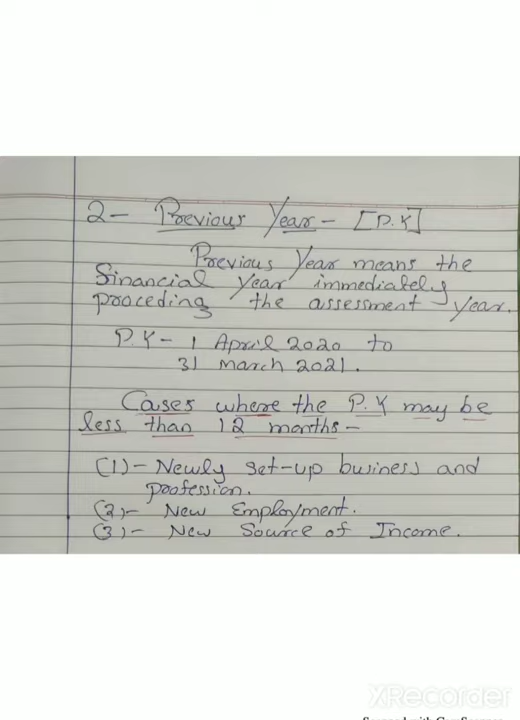 2- Previous Year - [P.Y]
Previous Year means the
financial year immediately
proceding the assessment year.
P.Y- 1 April 2020 to
31 march 2021.
Cases where the P.Y may be
less than 12 months-
(1)- Newly set-up business and
profession.
(2)- New Employment.
(3)- New Source of Income.
XRecorder